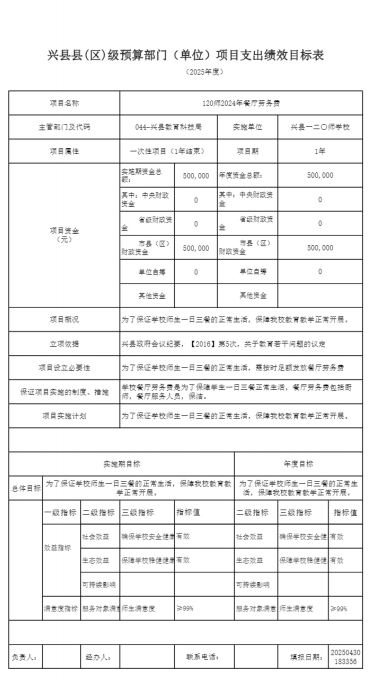 兴县县(区)级预算部门（单位）项目支出绩效目标表
（2025年度）
项目名称 120师2024年餐厅劳务费
主管部门及代码 044-兴县教育科技局 实施单位 兴县一二〇师学校
项目属性 一次性项目（1年结束） 项目期 1年
项目资金
（元）
实施期资金总额： 500,000 年度资金总额： 500,000
其中：中央财政资金 0 其中：中央财政资金 0
省级财政资金 0 省级财政资金 0
市县（区）财政资金 500,000 市县（区）财政资金 500,000
单位自筹 0 单位自筹 0
其他资金 其他资金
项目概况 为了保证学校师生一日三餐的正常生活，保障我校教育教学正常开展。
立项依据 兴县政府会议纪要，【2016】第5次，关于教育若干问题的议定
项目设立必要性 为了保证学校师生一日三餐的正常生活，需按时足额发放餐厅劳务费
保证项目实施的制度、措施 学校餐厅劳务费是为了保障学生一日三餐正常生活，餐厅劳务费包括厨师，餐厅服务人员，保洁。
项目实施计划 为了保证学校师生一日三餐的正常生活，保障我校教育教学正常开展。
实施期目标 年度目标
总体目标 为了保证学校师生一日三餐的正常生活，保障我校教育教学正常开展。 为了保证学校师生一日三餐的正常生活，保障我校教育教学正常开展。
一级指标 二级指标 三级指标 指标值 二级指标 三级指标 指标值
效益指标 社会效益 确保学校安全健康 有效 社会效益 确保学校安全健 有效
生态效益 保障学校稳健健康 有效 生态效益 保障学校稳健健 有效
可持续影响 可持续影响
满意度指标 服务对象满意 师生满意度 ≥99% 服务对象满意 师生满意度 ≥99%
负责人： 经办人： 联系电话： 填报日期： 20250430
183356